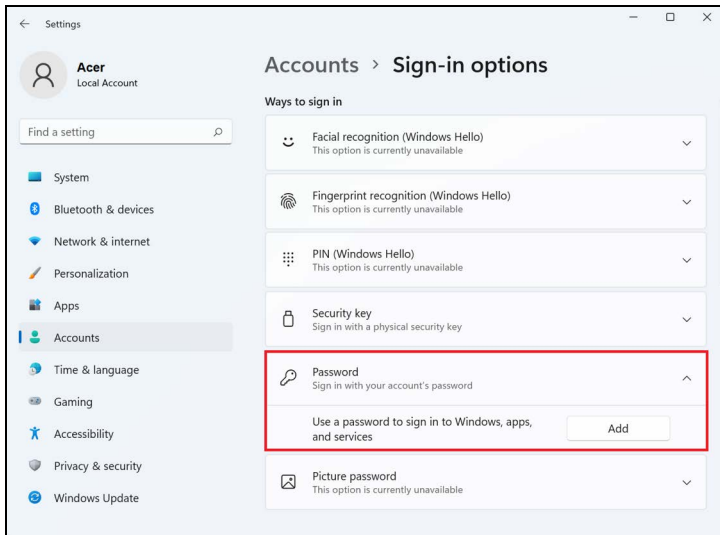 Settings
Acer
Local Account
Find a setting
System
Bluetooth & devices
Network & internet
Personalization
Apps
Accounts
Time & language
Gaming
Accessibility
Privacy & security
Windows Update
Accounts > Sign-in options
Ways to sign in
Facial recognition (Windows Hello)
This option is currently unavailable
Fingerprint recognition (Windows Hello)
This option is currently unavailable
PIN (Windows Hello)
This option is currently unavailable
Security key
Sign in with a physical security key
Password
Sign in with your account's password
Use a password to sign in to Windows, apps,
and services
Add
Picture password
This option is currently unavailable